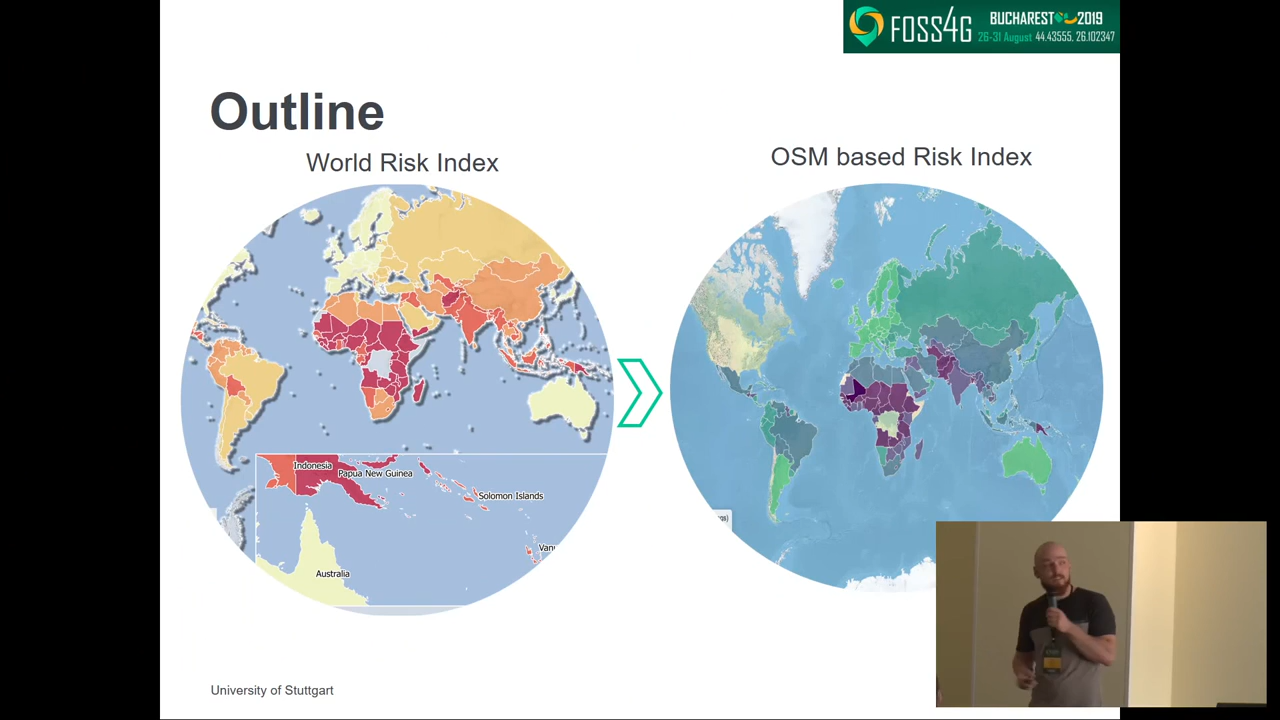 FOSS4G
BUCHAREST 2019
26-31 August 44.43555, 26.102347
Outline
World Risk Index
OSM based Risk Index
Indonesia
Papua New Guinea
Solomon Islands
Australia
University of Stuttgart